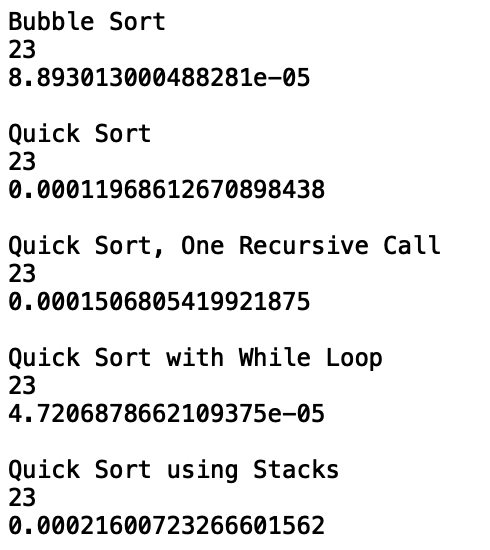 Bubble Sort
23
8.893013000488281e-05
Quick Sort
23
0.00011968612670898438
Quick Sort, One Recursive Call
23
0.0001506805419921875
Quick Sort with While Loop
23
4.7206878662109375e-05
Quick Sort using Stacks
23
0.00021600723266601562